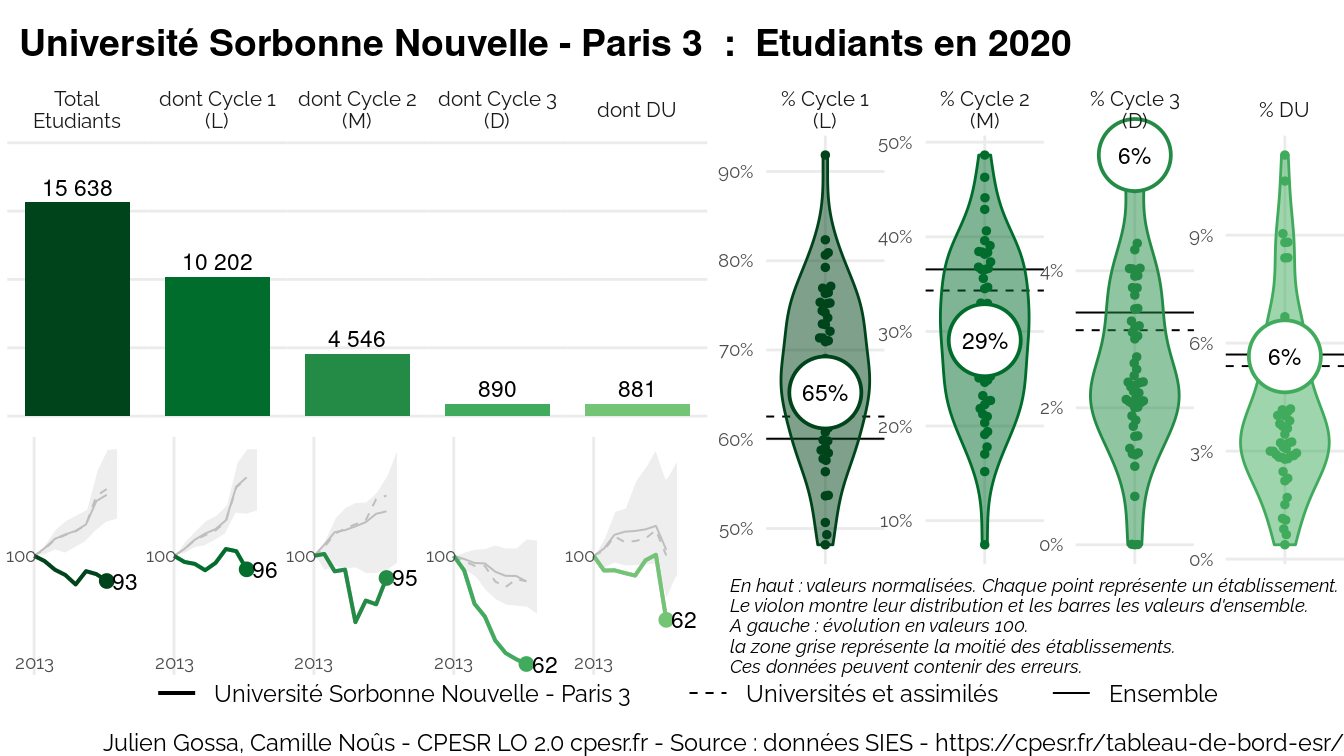 Université Sorbonne Nouvelle - Paris 3 : Etudiants en 2020
Total
Etudiants
dont Cycle 1
(L)
dont Cycle 2
(M)
dont Cycle 3
(D)
dont DU
15 638
10 202
4 546
890
881
100
93
2013
100
96
2013
100
95
2013
100
62
2013
100
62
2013
% Cycle 1
(L)
90%
80%
70%
60%
50%
65%
% Cycle 2
(M)
50%
40%
30%
20%
10%
29%
% Cycle 3
(D)
6%
4%
2%
0%
% DU
9%
6%
3%
0%
6%
En haut : valeurs normalisées. Chaque point représente un établissement.
Le violon montre leur distribution et les barres les valeurs d'ensemble.
A gauche : évolution en valeurs 100.
la zone grise représente la moitié des établissements.
Ces données peuvent contenir des erreurs.
Université Sorbonne Nouvelle - Paris 3
Universités et assimilés
Ensemble
Julien Gossa, Camille Noûs - CPESR LO 2.0 cpesr.fr - Source : données SIES - https://cpesr.fr/tableau-de-bord-esr/